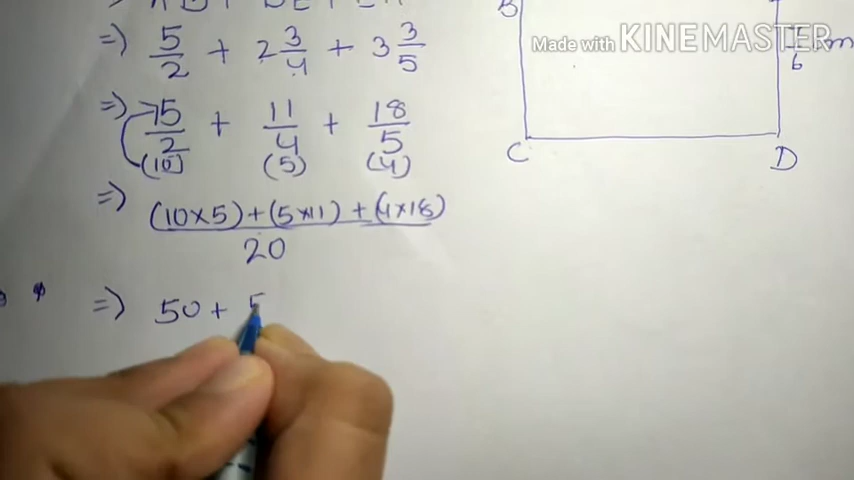 B
Made with KINEMASTER
=> 5/2 + 2 3/4 + 3 3/5
6
=> 5/2 + 11/4 + 18/5
(10) (5) (4)
C D
=> (10×5)+(5×11)+(4×18)
20
=> 50+ 5